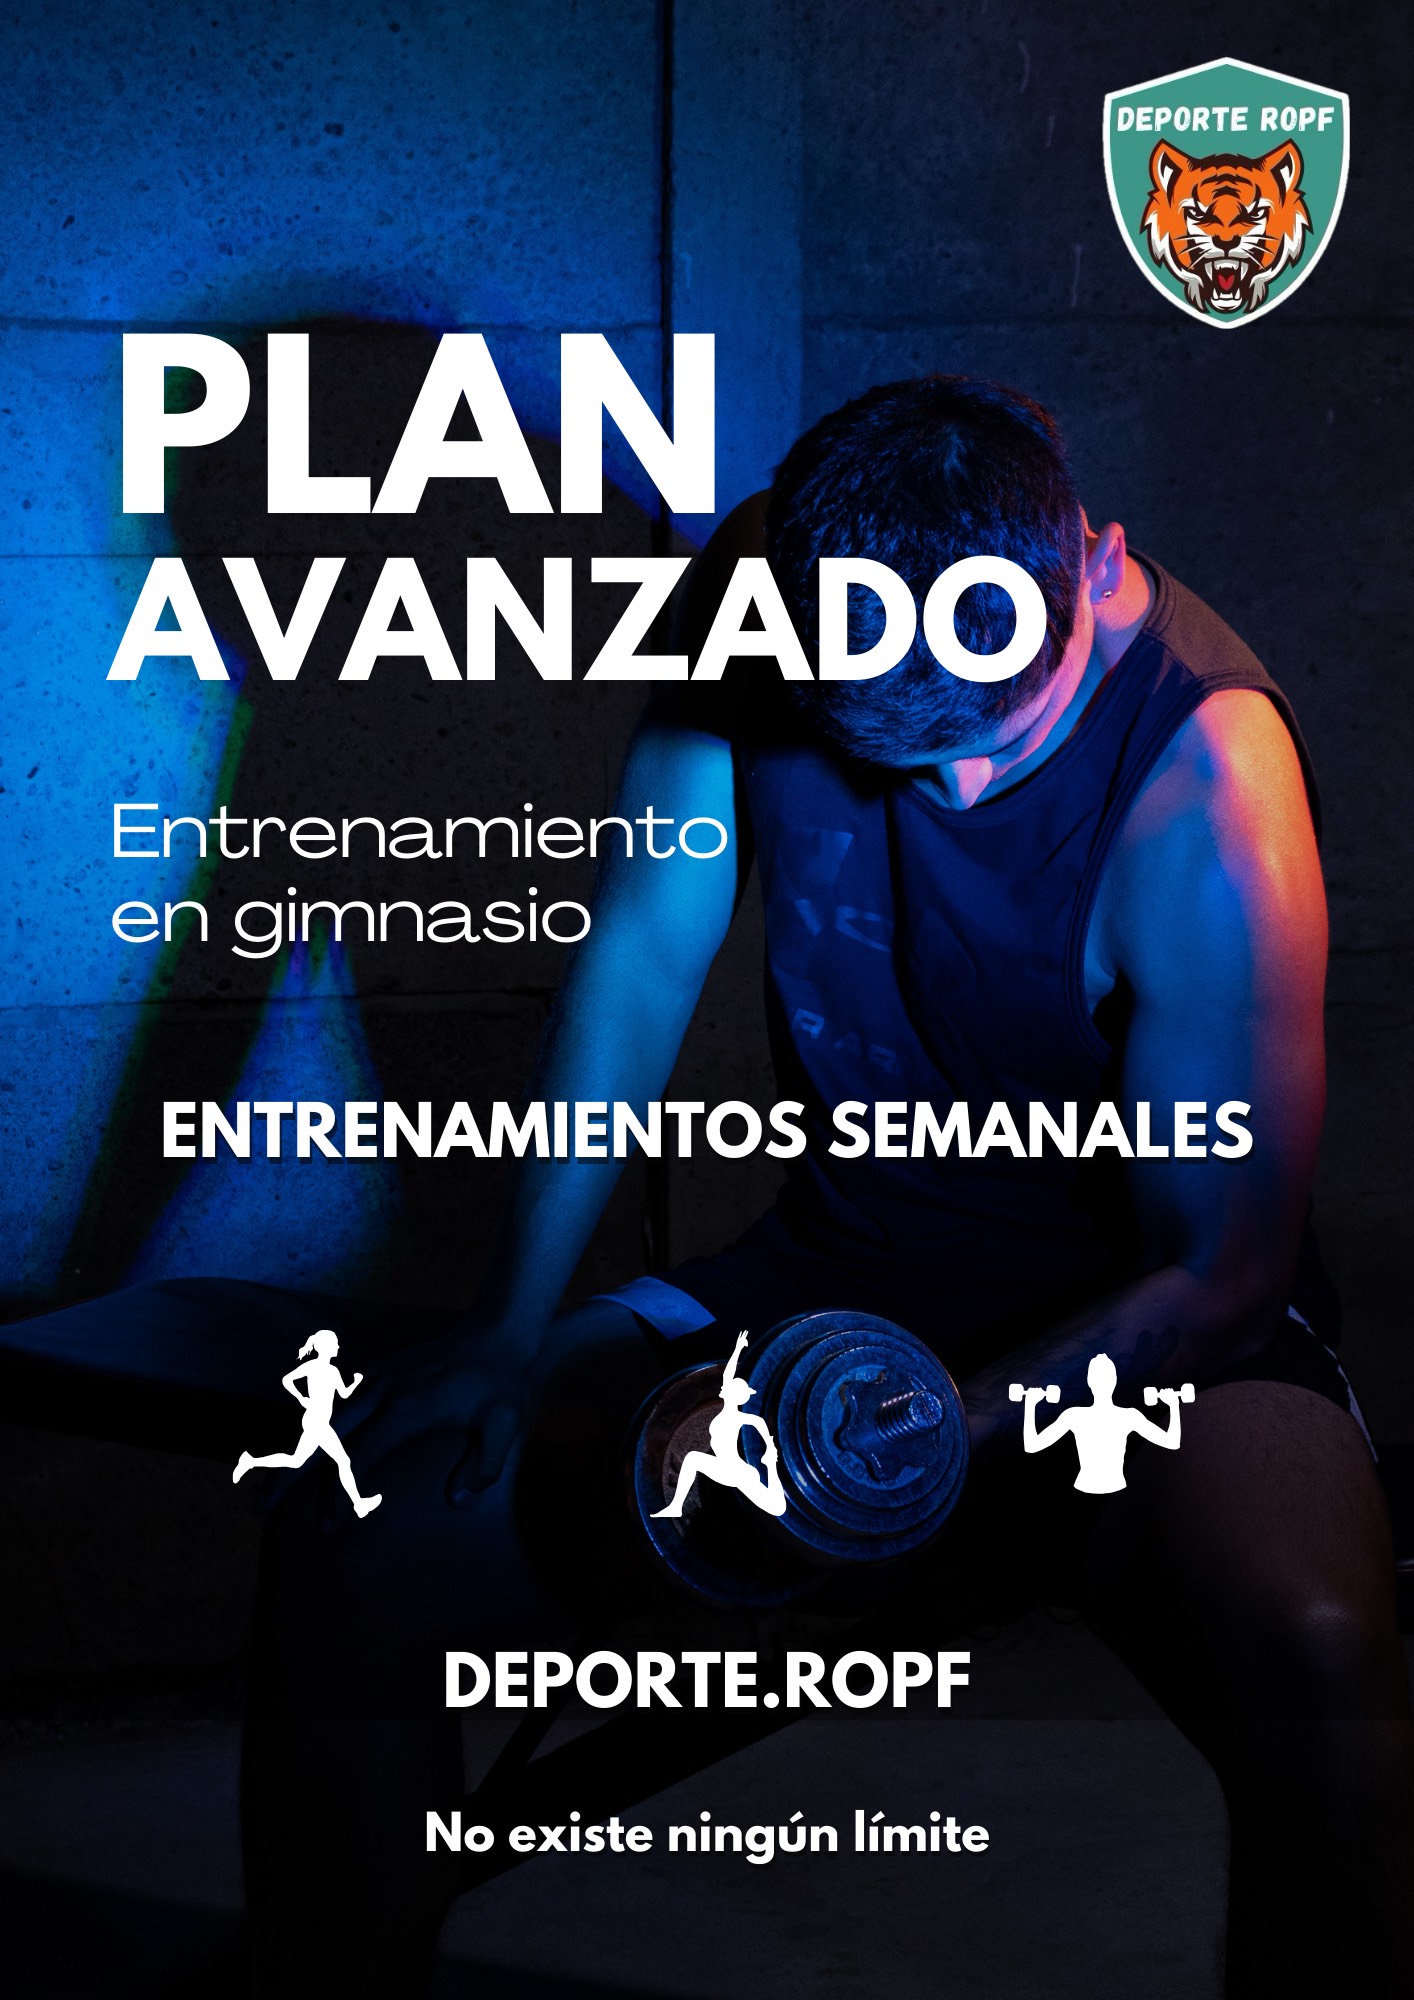 DEPORTE ROPF
PLAN
AVANZADO
Entrenamiento
en gimnasio
ENTRENAMIENTOS SEMANALES
DEPORTE.ROPF
No existe ningún límite